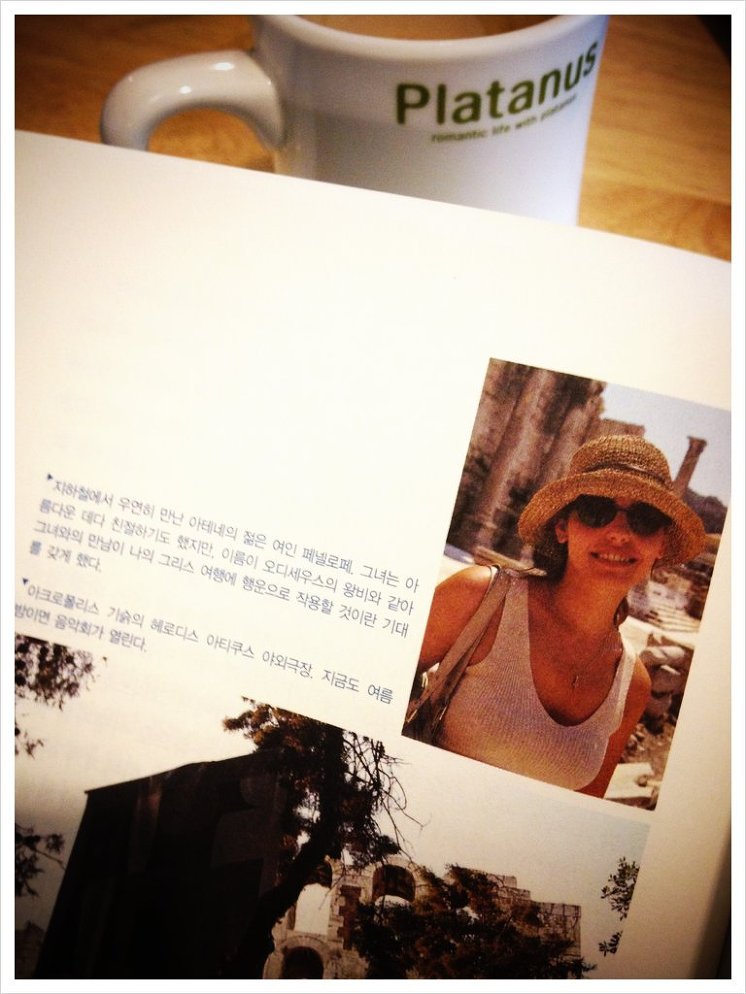 Platanus
romantic life with platanus
▶지하철에서 우연히 만난 아테네의 젊은 여인 페넬로페. 그녀는 아
름다운 데다 친절하기도 했지만, 이름이 오디세우스의 왕비와 같아
그녀와의 만남이 나의 그리스 여행에 행운으로 작용할 것이란 기대
를 갖게 했다.
▼아크로폴리스 기슭의 헤로디스 아티쿠스 야외극장. 지금도 여름
밤이면 음악회가 열린다.